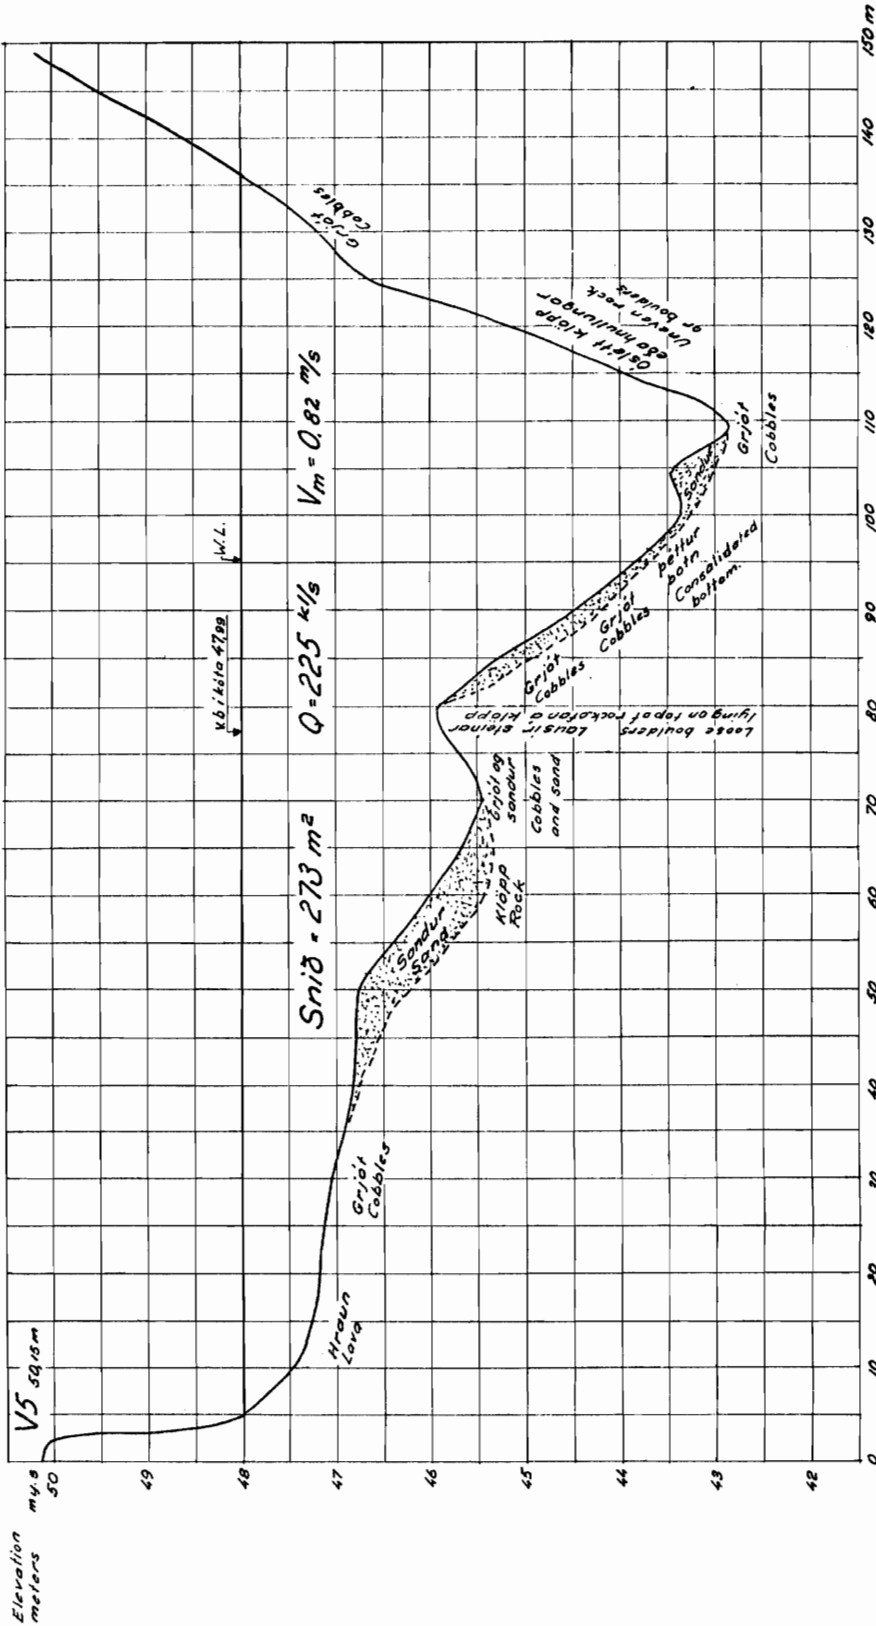 Elevation
meters
m y.s
V5 50,15 m
50
49
48
47
46
45
44
43
42
0
10
20
30
40
50
60
70
80
90
100
110
120
130
140
150 m
v.b í kóta 47,99
W.L.
Snið = 273 m²
Q = 225 kl/s
Vm = 0.82 m/s
Hraun
Lava
Grjót
Cobbles
Sandur
Sand
Klöpp
Rock
Grjót og
sandur
Cobbles
and sand
Lausir steinar
ofan á klöpp
Loose boulders
lying on top of rock
Grjót
Cobbles
Grjót
Cobbles
þéttur
botn
Consolidated
bottom.
Sandur
Grjót
Cobbles
Óslétt klöpp
eða hnullungar
Uneven rock
or boulders
Grjót
Cobbles